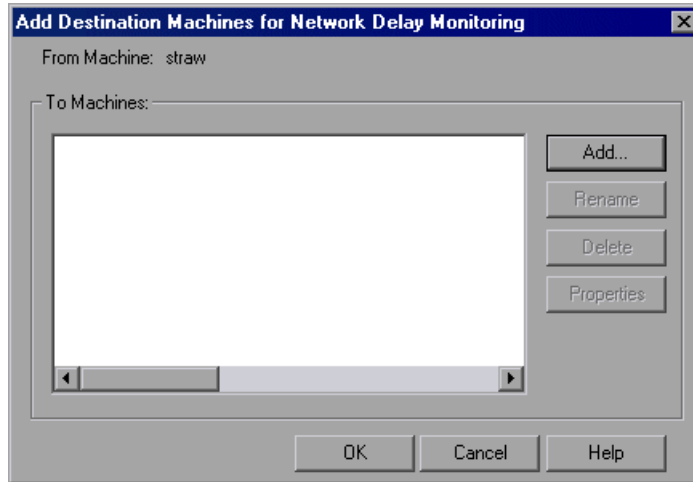 Add Destination Machines for Network Delay Monitoring
From Machine: straw
To Machines:
Add...
Rename
Delete
Properties
OK Cancel Help